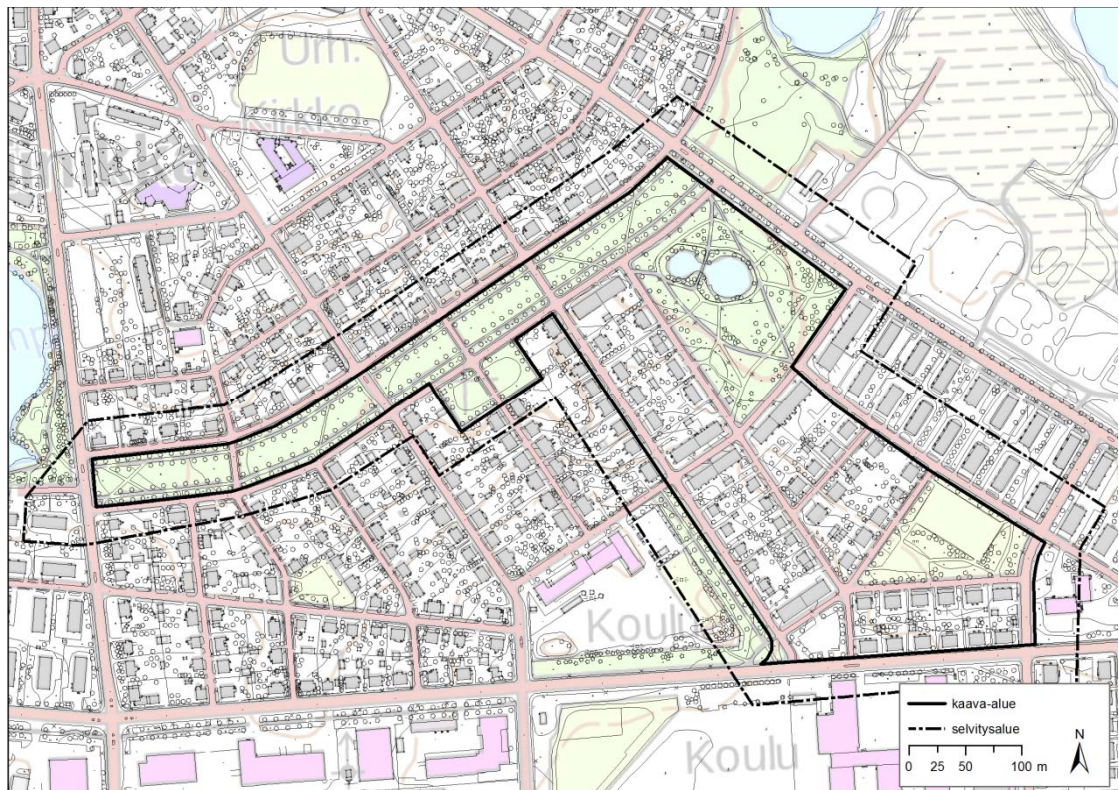 Urh.
Kirkko
Koulu
Koulu
kaava-alue
selvitysalue
N
0 25 50 100 m